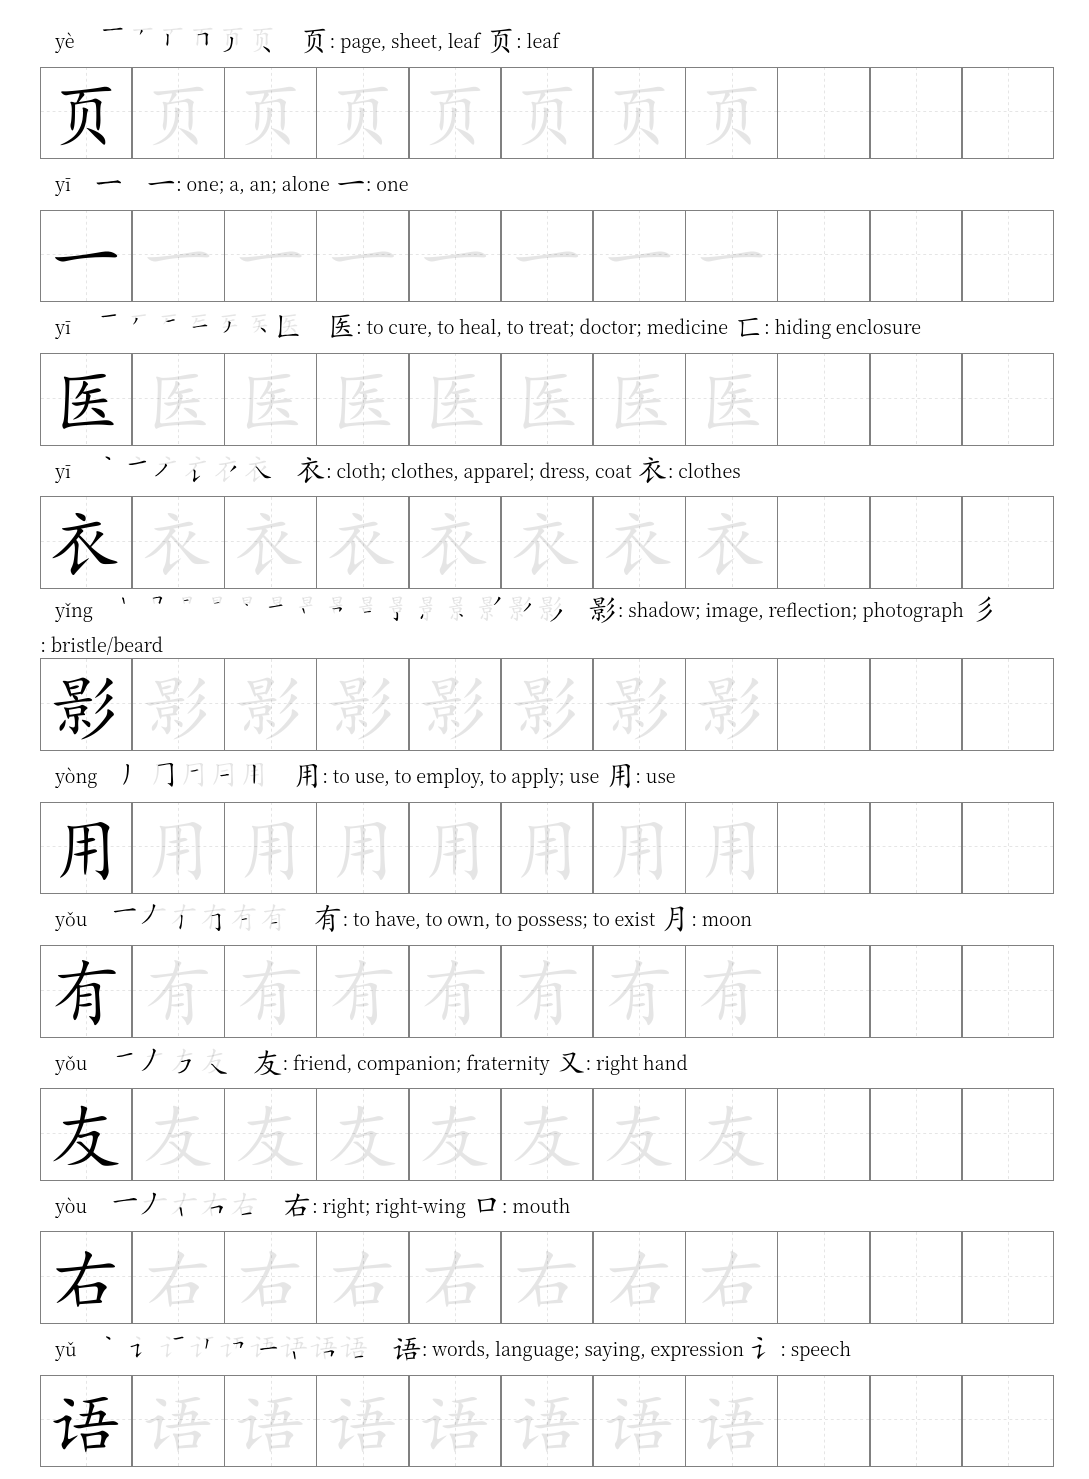 yè 页: page, sheet, leaf 页: leaf
页 页 页 页 页 页 页 页
yī 一 一: one; a, an; alone 一: one
一 一 一 一 一 一 一 一
yī 医: to cure, to heal, to treat; doctor; medicine 匸: hiding enclosure
医 医 医 医 医 医 医 医
yī 衣: cloth; clothes, apparel; dress, coat 衣: clothes
衣 衣 衣 衣 衣 衣 衣 衣
yǐng 影: shadow; image, reflection; photograph 彡
: bristle/beard
影 影 影 影 影 影 影 影
yòng 用: to use, to employ, to apply; use 用: use
用 用 用 用 用 用 用 用
yǒu 有: to have, to own, to possess; to exist 月: moon
有 有 有 有 有 有 有 有
yǒu 友: friend, companion; fraternity 又: right hand
友 友 友 友 友 友 友 友
yòu 右: right; right-wing 口: mouth
右 右 右 右 右 右 右 右
yǔ 语: words, language; saying, expression 讠: speech
语 语 语 语 语 语 语 语